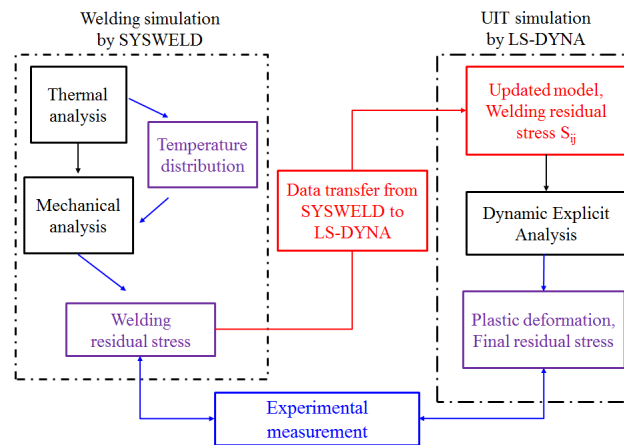 Welding simulation
by SYSWELD
Thermal
analysis
Temperature
distribution
Mechanical
analysis
Welding
residual stress
Data transfer from
SYSWELD to
LS-DYNA
UIT simulation
by LS-DYNA
Updated model,
Welding residual
stress Sij
Dynamic Explicit
Analysis
Plastic deformation,
Final residual stress
Experimental
measurement